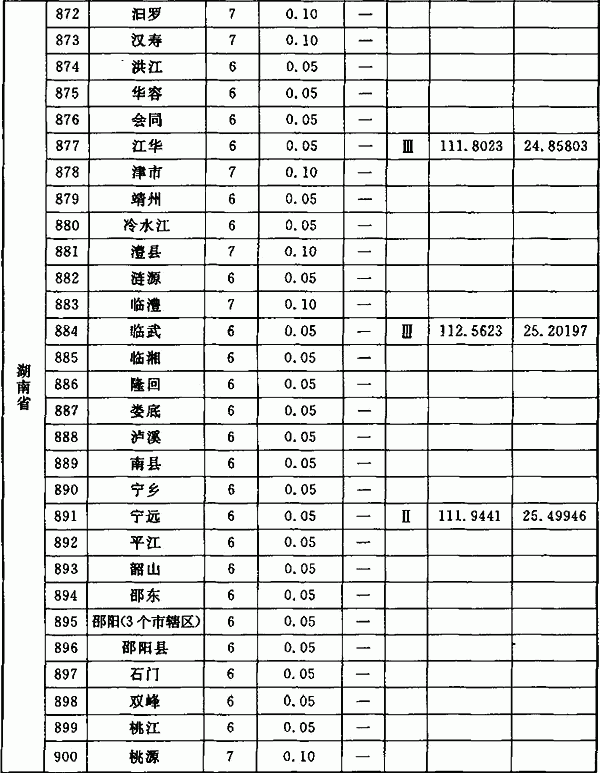 湖南省
872 汨罗 7 0.10 —
873 汉寿 7 0.10 —
874 洪江 6 0.05 —
875 华容 6 0.05 —
876 会同 6 0.05 —
877 江华 6 0.05 — Ⅲ 111.8023 24.85803
878 津市 7 0.10 —
879 靖州 6 0.05 —
880 冷水江 6 0.05 —
881 澧县 7 0.10 —
882 涟源 6 0.05 —
883 临澧 7 0.10 —
884 临武 6 0.05 — Ⅲ 112.5623 25.20197
885 临湘 6 0.05 —
886 隆回 6 0.05 —
887 娄底 6 0.05 —
888 泸溪 6 0.05 —
889 南县 6 0.05 —
890 宁乡 6 0.05 —
891 宁远 6 0.05 — Ⅱ 111.9441 25.49946
892 平江 6 0.05 —
893 韶山 6 0.05 —
894 邵东 6 0.05 —
895 邵阳(3个市辖区) 6 0.05 —
896 邵阳县 6 0.05 —
897 石门 6 0.05 —
898 双峰 6 0.05 —
899 桃江 6 0.05 —
900 桃源 7 0.10 —